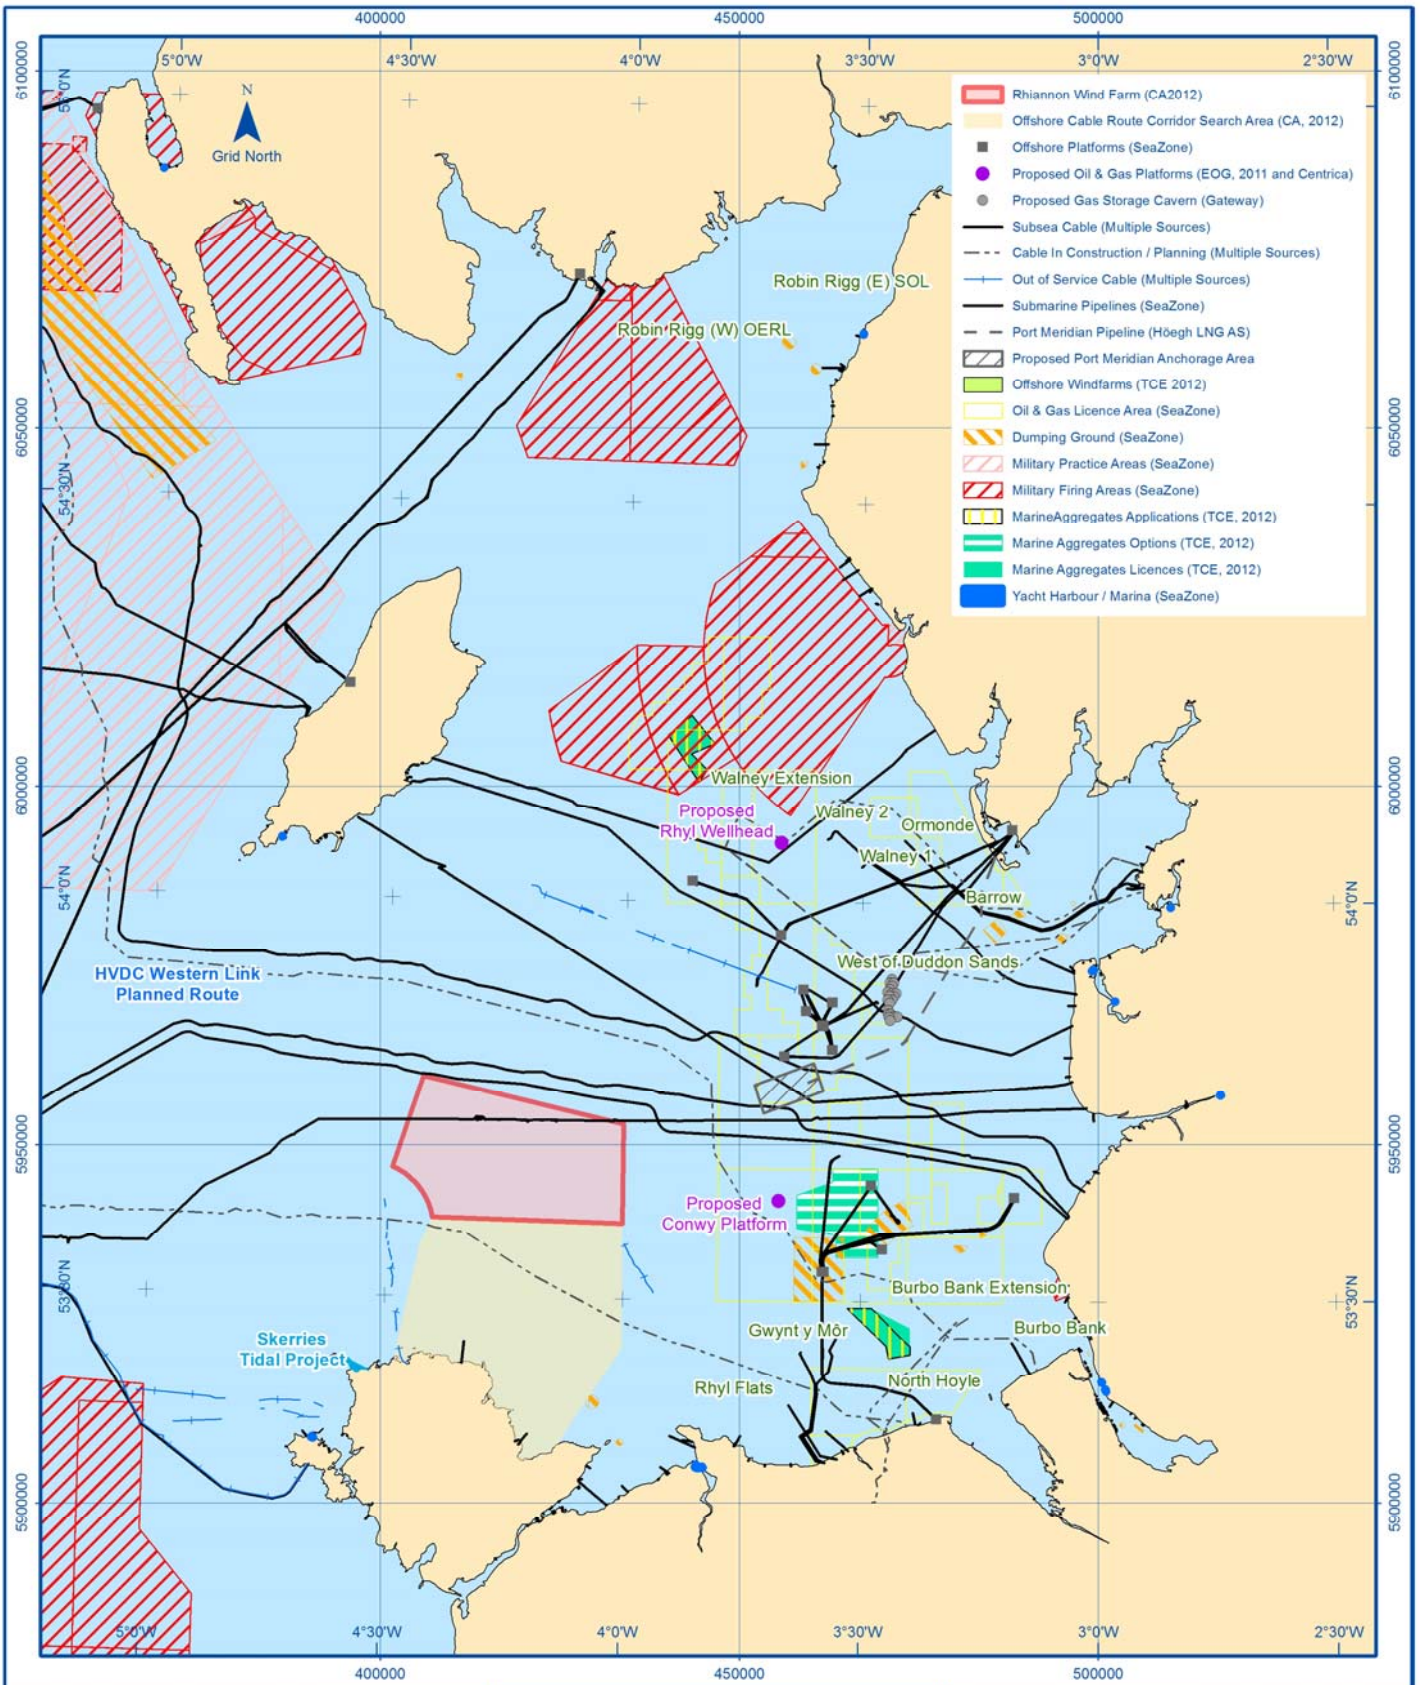 400000
450000
500000
5°0'W
4°30'W
4°0'W
3°30'W
3°0'W
2°30'W
6100000
6100000
N
Grid North
Rhiannon Wind Farm (CA2012)
Offshore Cable Route Corridor Search Area (CA, 2012)
Offshore Platforms (SeaZone)
Proposed Oil & Gas Platforms (EOG, 2011 and Centrica)
Proposed Gas Storage Cavern (Gateway)
Subsea Cable (Multiple Sources)
Cable In Construction / Planning (Multiple Sources)
Out of Service Cable (Multiple Sources)
Submarine Pipelines (SeaZone)
Port Meridian Pipeline (Höegh LNG AS)
Proposed Port Meridian Anchorage Area
Offshore Windfarms (TCE 2012)
Oil & Gas Licence Area (SeaZone)
Dumping Ground (SeaZone)
Military Practice Areas (SeaZone)
Military Firing Areas (SeaZone)
MarineAggregates Applications (TCE, 2012)
Marine Aggregates Options (TCE, 2012)
Marine Aggregates Licences (TCE, 2012)
Yacht Harbour / Marina (SeaZone)
Robin Rigg (E) SOL
Robin Rigg (W) OERL
6050000
6050000
54°30'N
Walney Extension
6000000
6000000
Proposed
Rhyl Wellhead
Walney 2
Ormonde
Walney 1
54°0'N
54°0'N
Barrow
West of Duddon Sands
HVDC Western Link
Planned Route
5950000
5950000
Proposed
Conwy Platform
53°30'N
53°30'N
Burbo Bank Extension
Gwynt y Môr
Burbo Bank
Skerries
Tidal Project
Rhyl Flats
North Hoyle
5900000
5900000
5°0'W
4°30'W
4°0'W
3°30'W
3°0'W
2°30'W
400000
450000
500000